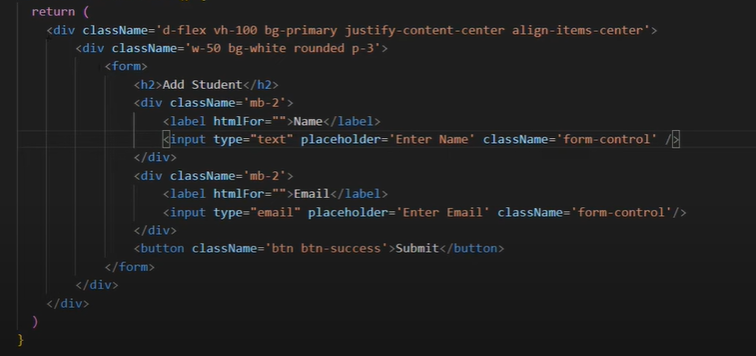 return (
<div className='d-flex vh-100 bg-primary justify-content-center align-items-center'>
<div className='w-50 bg-white rounded p-3'>
<form>
<h2>Add Student</h2>
<div className='mb-2'>
<label htmlFor="">Name</label>
<input type="text" placeholder='Enter Name' className='form-control' />
</div>
<div className='mb-2'>
<label htmlFor="">Email</label>
<input type="email" placeholder='Enter Email' className='form-control'/>
</div>
<button className='btn btn-success'>Submit</button>
</form>
</div>
</div>
)
}